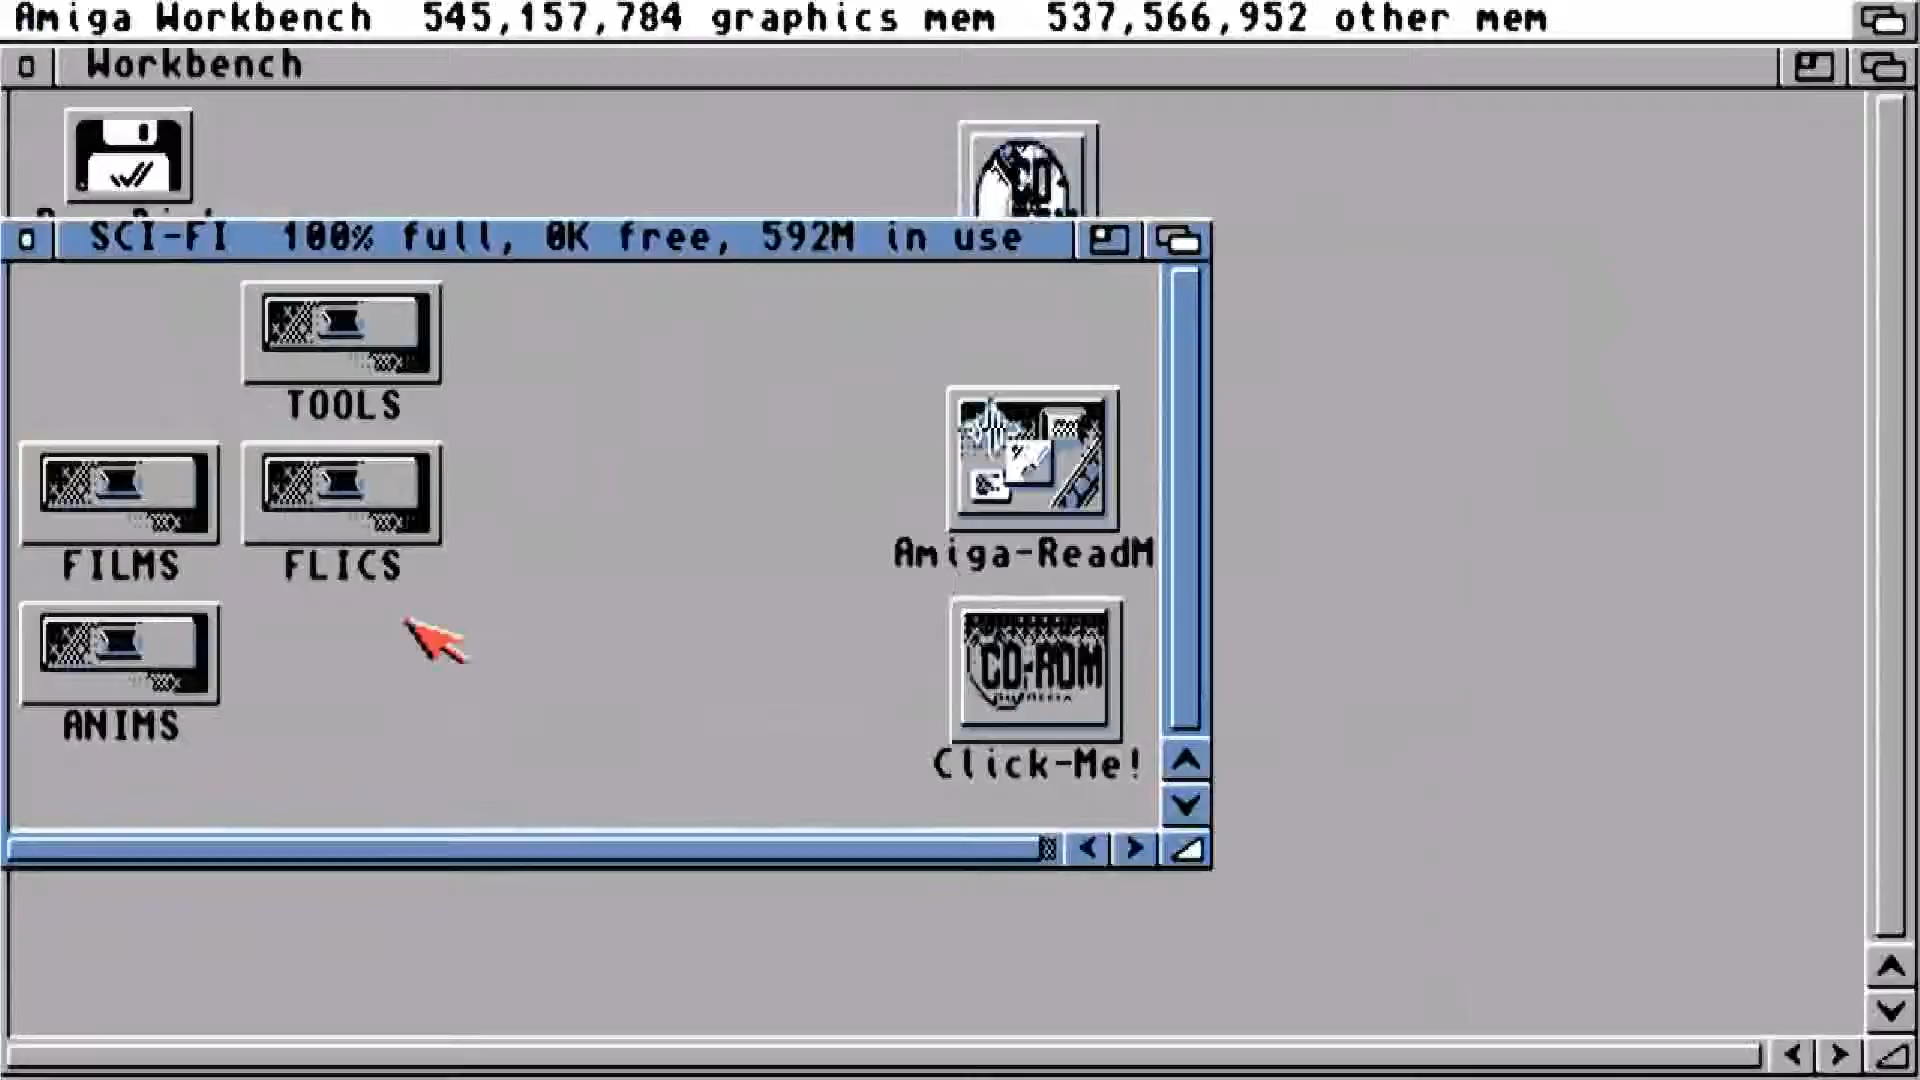 Amiga Workbench  545,157,784 graphics mem  537,566,952 other mem
Workbench
CD
SCI-FI  100% full, 0K free, 592M in use
TOOLS
FILMS
FLICS
Amiga-ReadM
CD-ROM
ANIMS
Click-Me!